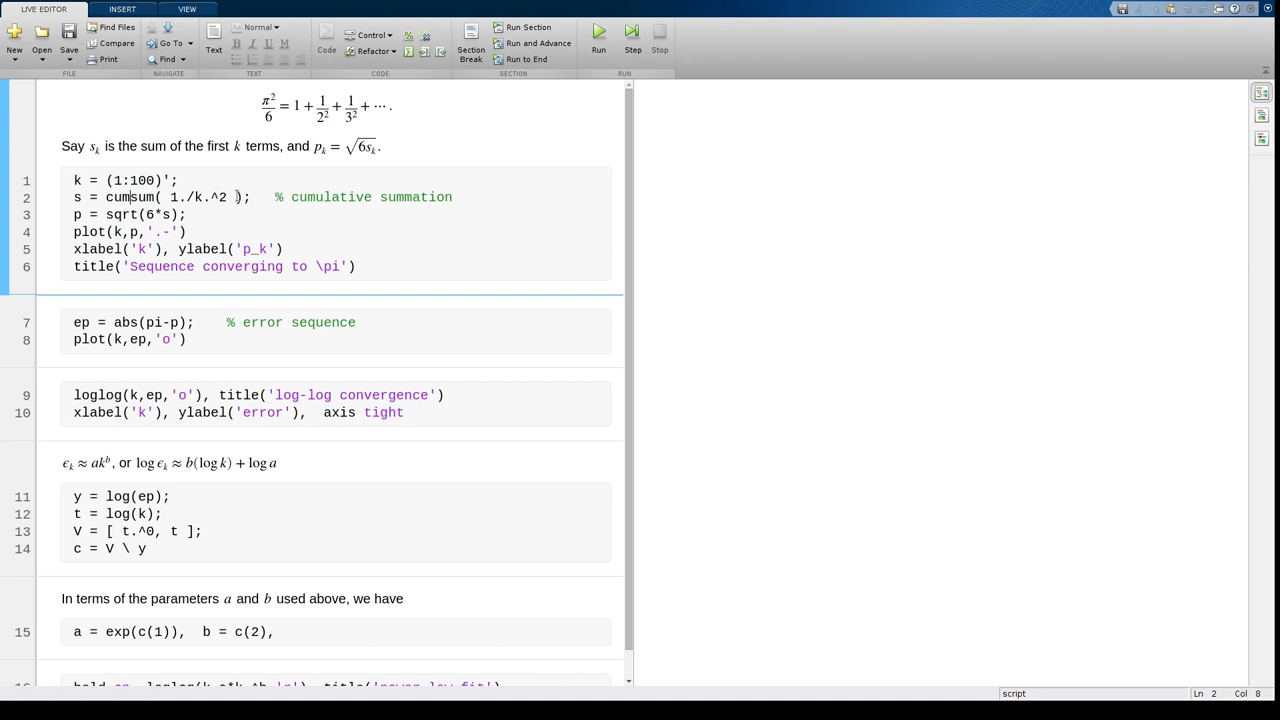 LIVE EDITOR INSERT VIEW
New Open Save Find Files Compare Print
Go To Find
Text Normal B I U M
Code Control Refactor
Section Break Run Section Run and Advance Run to End
Run Step Stop
FILE NAVIGATE TEXT CODE SECTION RUN
π²/6 = 1 + 1/2² + 1/3² + ⋯ .
Say s_k is the sum of the first k terms, and p_k = √(6s_k).
1 k = (1:100)';
2 s = cumsum( 1./k.^2 ); % cumulative summation
3 p = sqrt(6*s);
4 plot(k,p,'.-')
5 xlabel('k'), ylabel('p_k')
6 title('Sequence converging to \pi')
7 ep = abs(pi-p); % error sequence
8 plot(k,ep,'o')
9 loglog(k,ep,'o'), title('log-log convergence')
10 xlabel('k'), ylabel('error'), axis tight
ϵ_k ≈ ak^b, or log ϵ_k ≈ b(log k) + log a
11 y = log(ep);
12 t = log(k);
13 V = [ t.^0, t ];
14 c = V \ y
In terms of the parameters a and b used above, we have
15 a = exp(c(1)), b = c(2),
script Ln 2 Col 8